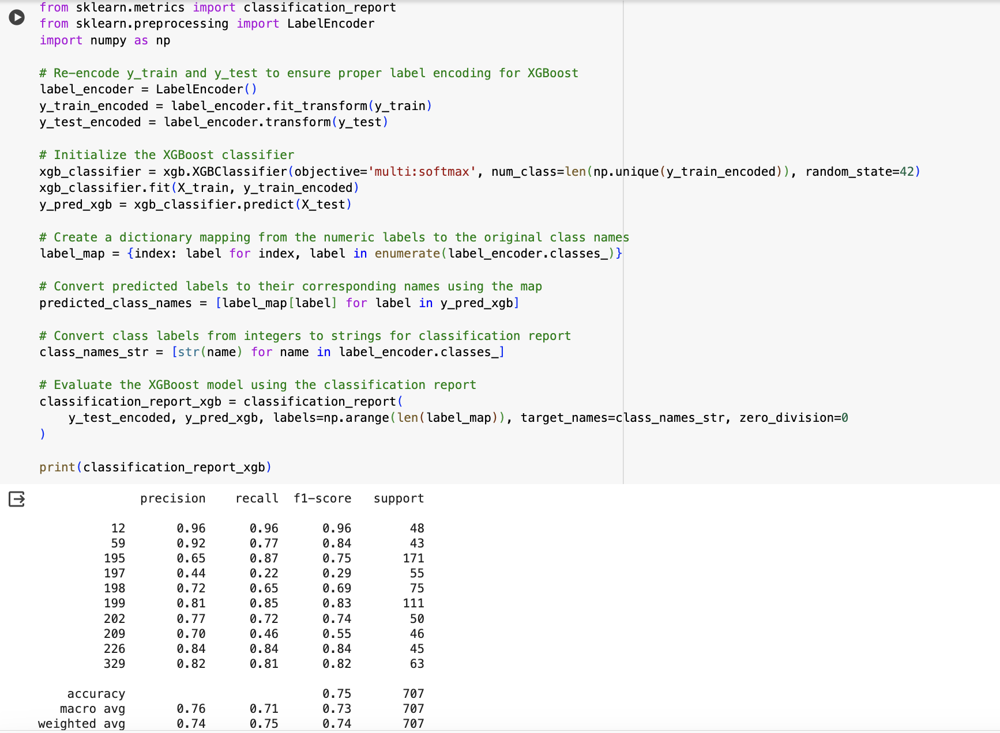 from sklearn.metrics import classification_report
from sklearn.preprocessing import LabelEncoder
import numpy as np

# Re-encode y_train and y_test to ensure proper label encoding for XGBoost
label_encoder = LabelEncoder()
y_train_encoded = label_encoder.fit_transform(y_train)
y_test_encoded = label_encoder.transform(y_test)

# Initialize the XGBoost classifier
xgb_classifier = xgb.XGBClassifier(objective='multi:softmax', num_class=len(np.unique(y_train_encoded)), random_state=42)
xgb_classifier.fit(X_train, y_train_encoded)
y_pred_xgb = xgb_classifier.predict(X_test)

# Create a dictionary mapping from the numeric labels to the original class names
label_map = {index: label for index, label in enumerate(label_encoder.classes_)}

# Convert predicted labels to their corresponding names using the map
predicted_class_names = [label_map[label] for label in y_pred_xgb]

# Convert class labels from integers to strings for classification report
class_names_str = [str(name) for name in label_encoder.classes_]

# Evaluate the XGBoost model using the classification report
classification_report_xgb = classification_report(
    y_test_encoded, y_pred_xgb, labels=np.arange(len(label_map)), target_names=class_names_str, zero_division=0
)

print(classification_report_xgb)
precision recall f1-score support

12 0.96 0.96 0.96 48
59 0.92 0.77 0.84 43
195 0.65 0.87 0.75 171
197 0.44 0.22 0.29 55
198 0.72 0.65 0.69 75
199 0.81 0.85 0.83 111
202 0.77 0.72 0.74 50
209 0.70 0.46 0.55 46
226 0.84 0.84 0.84 45
329 0.82 0.81 0.82 63

accuracy 0.75 707
macro avg 0.76 0.71 0.73 707
weighted avg 0.74 0.75 0.74 707